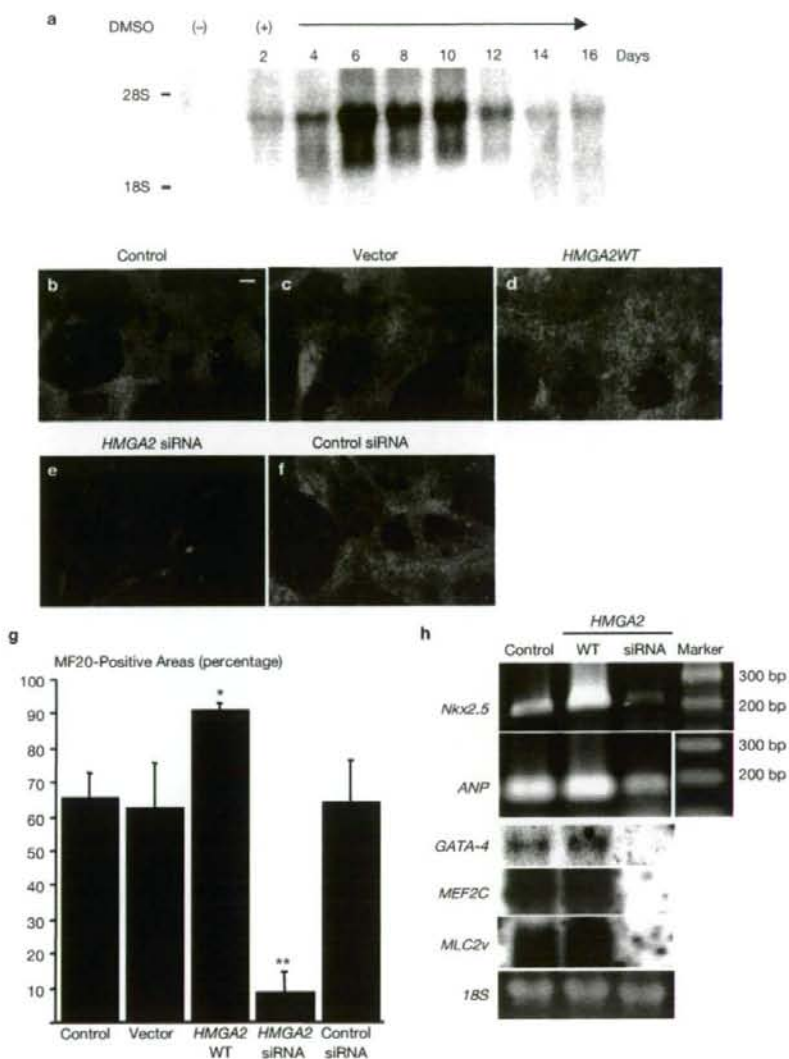 a
DMSO (–) (+)
2 4 6 8 10 12 14 16 Days
28S
18S
Control Vector HMGA2WT
b c d
HMGA2 siRNA Control siRNA
e f
g
MF20-Positive Areas (percentage)
100
90
80
70
60
50
40
30
20
10
*
**
Control Vector HMGA2 WT HMGA2 siRNA Control siRNA
h
HMGA2
Control WT siRNA Marker
Nkx2.5
300 bp
200 bp
ANP
300 bp
200 bp
GATA-4
MEF2C
MLC2v
18S